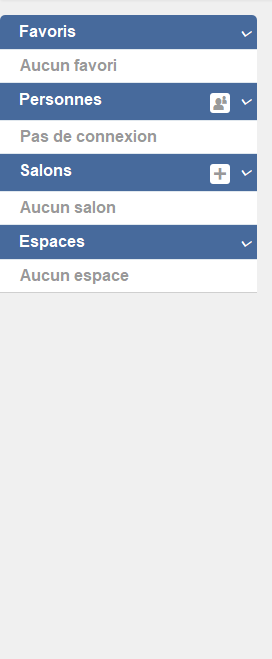 Favoris
Aucun favori
Personnes
Pas de connexion
Salons
Aucun salon
Espaces
Aucun espace